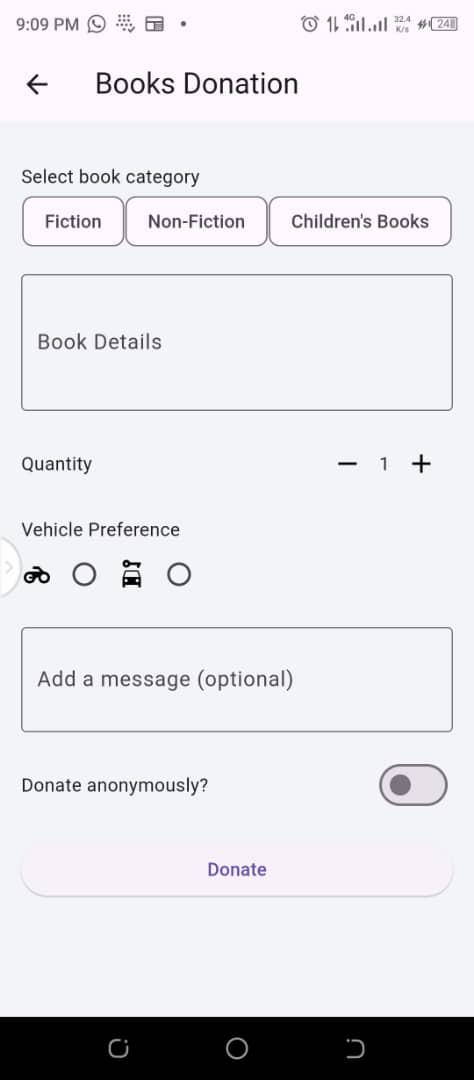 9:09 PM 4G 32.4 K/s 24
Books Donation
Select book category
Fiction Non-Fiction Children's Books
Book Details
Quantity 1
Vehicle Preference
Add a message (optional)
Donate anonymously?
Donate